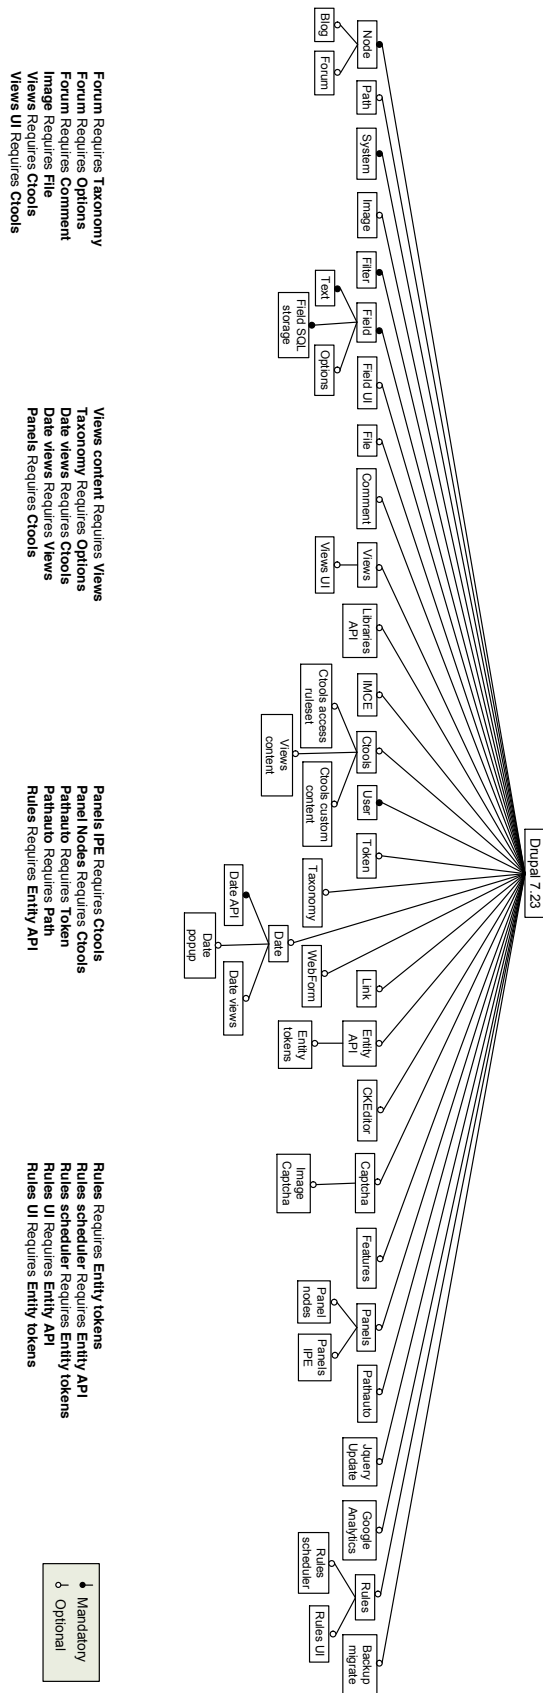 Drupal 7.23
Node
Path
System
Image
Filter
Field
Field UI
File
Comment
Views
Libraries
API
IMCE
Ctools
User
Token
Taxonomy
Date
WebForm
Link
Entity
API
CKEditor
Captcha
Features
Panels
Pathauto
Jquery
Update
Google
Analytics
Rules
Backup
migrate
Blog
Forum
Text
Field SQL
storage
Options
Views UI
Ctools access
ruleset
Views
content
Ctools custom
content
Date API
Date
popup
Date views
Entity
tokens
Image
Captcha
Panel
nodes
Panels
IPE
Rules
scheduler
Rules UI
Forum Requires Taxonomy
Forum Requires Options
Forum Requires Comment
Image Requires File
Views Requires Ctools
Views UI Requires Ctools
Views content Requires Views
Taxonomy Requires Options
Date views Requires Ctools
Date views Requires Views
Panels Requires Ctools
Panels IPE Requires Ctools
Panel Nodes Requires Ctools
Pathauto Requires Token
Pathauto Requires Path
Rules Requires Entity API
Rules Requires Entity tokens
Rules scheduler Requires Entity API
Rules scheduler Requires Entity tokens
Rules UI Requires Entity API
Rules UI Requires Entity tokens
Mandatory
Optional